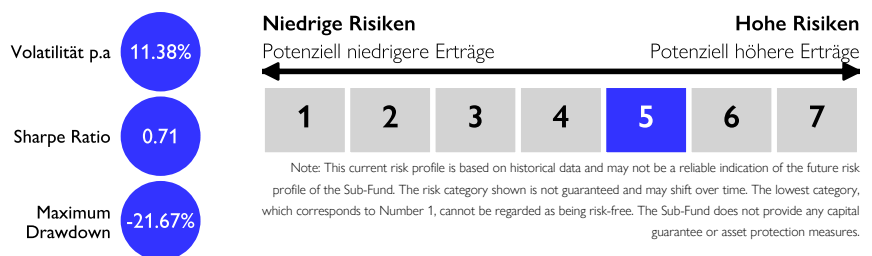 Volatilität p.a
11.38%
Sharpe Ratio
0.71
Maximum
Drawdown
-21.67%
Niedrige Risiken
Hohe Risiken
Potenziell niedrigere Erträge
Potenziell höhere Erträge
1 2 3 4 5 6 7
Note: This current risk profile is based on historical data and may not be a reliable indication of the future risk
profile of the Sub-Fund. The risk category shown is not guaranteed and may shift over time. The lowest category,
which corresponds to Number 1, cannot be regarded as being risk-free. The Sub-Fund does not provide any capital
guarantee or asset protection measures.